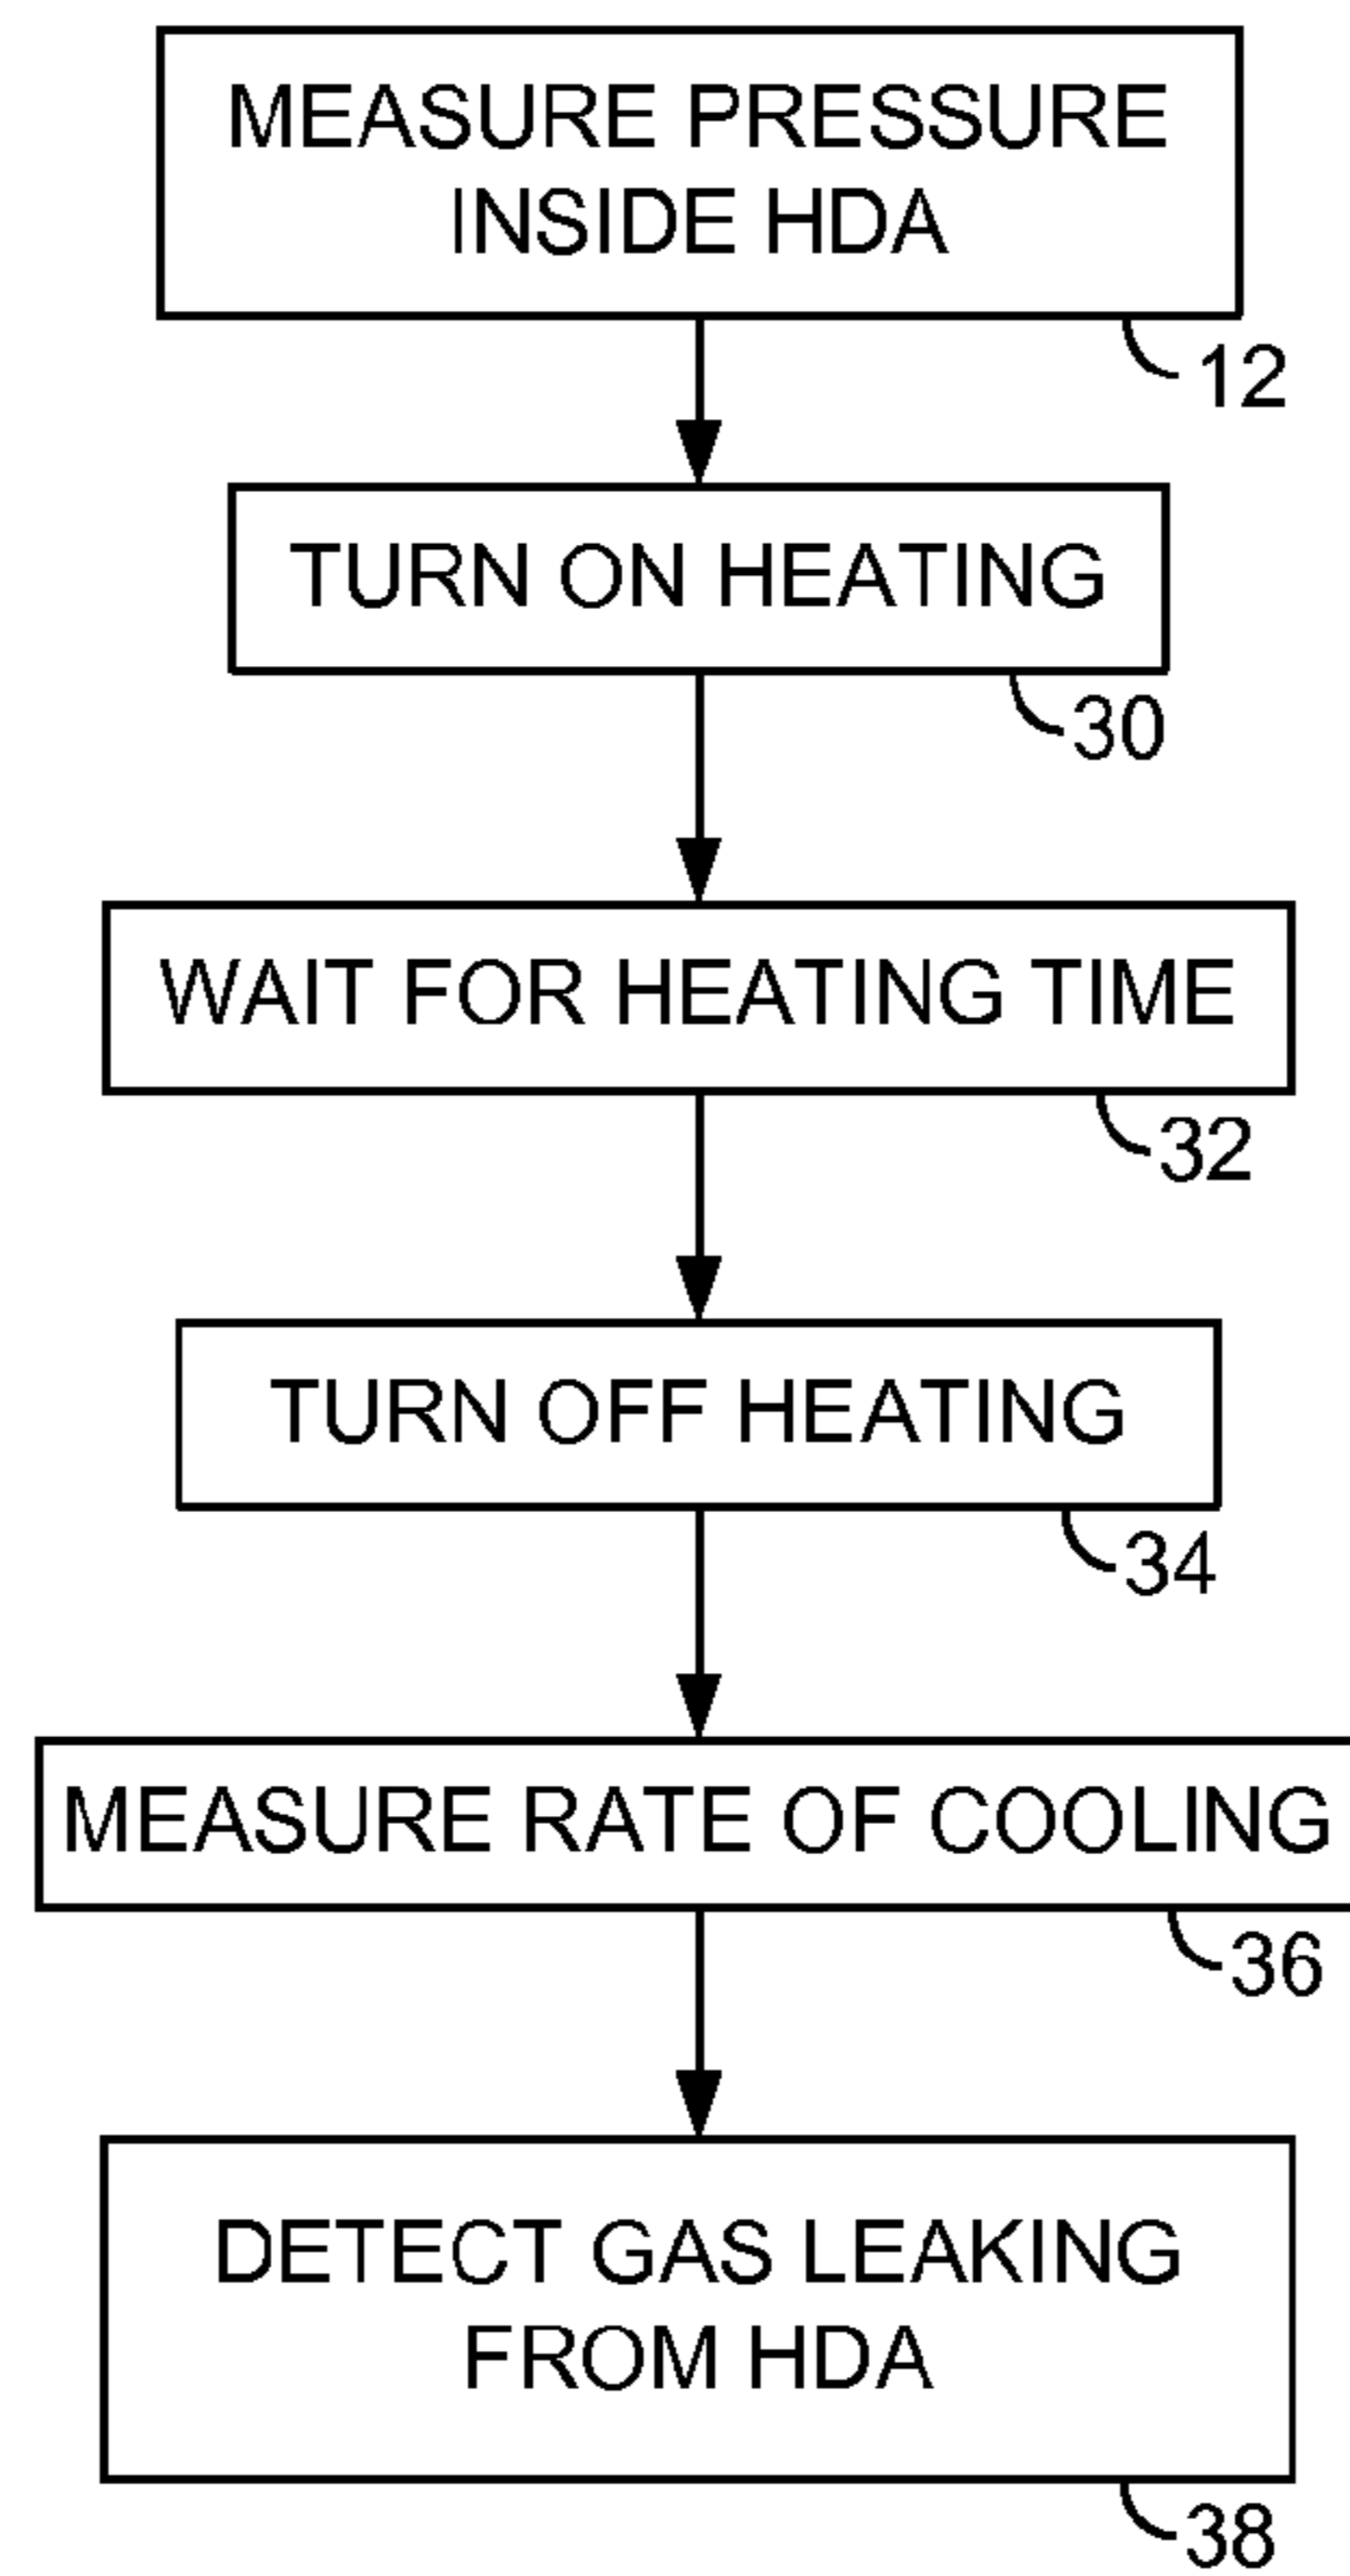 MEASURE PRESSURE
INSIDE HDA
12
TURN ON HEATING
30
WAIT FOR HEATING TIME
32
TURN OFF HEATING
34
MEASURE RATE OF COOLING
36
DETECT GAS LEAKING
FROM HDA
38